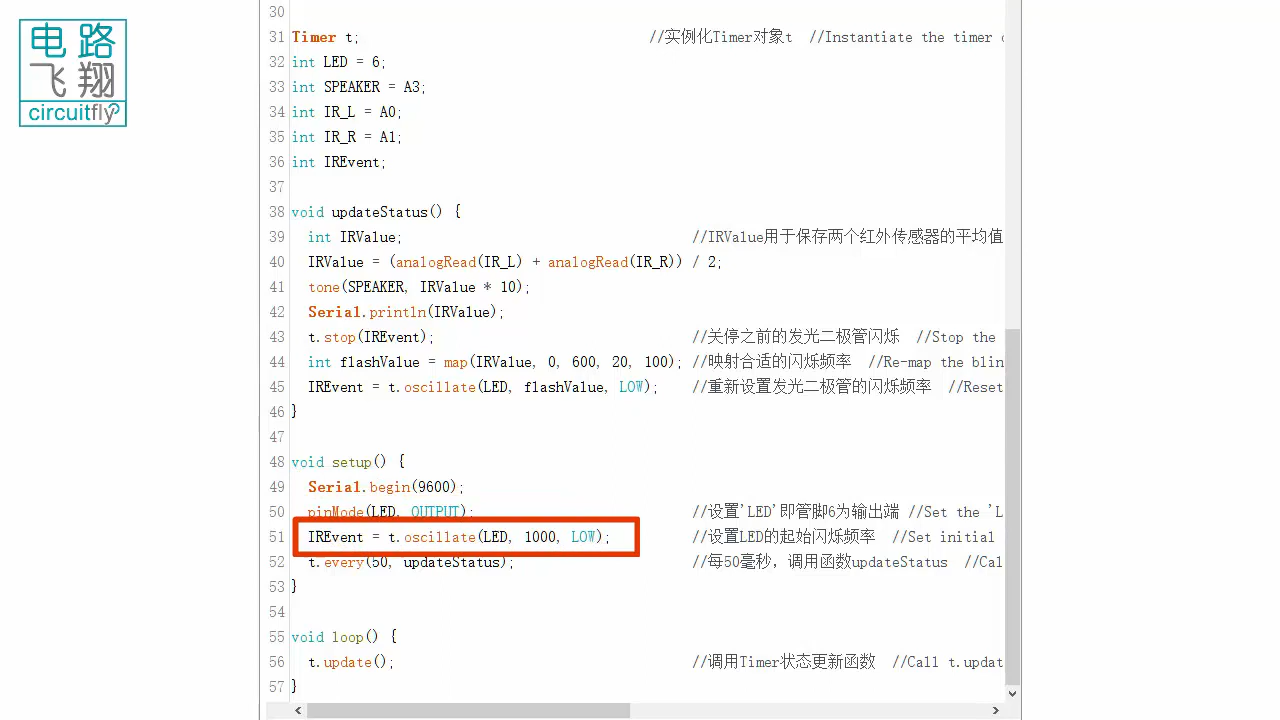 电路
飞翔
circuitfly
30
31 Timer t; //实例化Timer对象t //Instantiate the timer
32 int LED = 6;
33 int SPEAKER = A3;
34 int IR_L = A0;
35 int IR_R = A1;
36 int IREvent;
37
38 void updateStatus() {
39 int IRValue; //IRValue用于保存两个红外传感器的平均值
40 IRValue = (analogRead(IR_L) + analogRead(IR_R)) / 2;
41 tone(SPEAKER, IRValue * 10);
42 Serial.println(IRValue);
43 t.stop(IREvent); //关停之前的发光二极管闪烁 //Stop the
44 int flashValue = map(IRValue, 0, 600, 20, 100); //映射合适的闪烁频率 //Re-map the blin
45 IREvent = t.oscillate(LED, flashValue, LOW); //重新设置发光二极管的闪烁频率 //Reset
46 }
47
48 void setup() {
49 Serial.begin(9600);
50 pinMode(LED, OUTPUT); //设置'LED'即管脚6为输出端 //Set the 'L
51 IREvent = t.oscillate(LED, 1000, LOW); //设置LED的起始闪烁频率 //Set initial
52 t.every(50, updateStatus); //每50毫秒，调用函数updateStatus //Cal
53 }
54
55 void loop() {
56 t.update(); //调用Timer状态更新函数 //Call t.updat
57 }